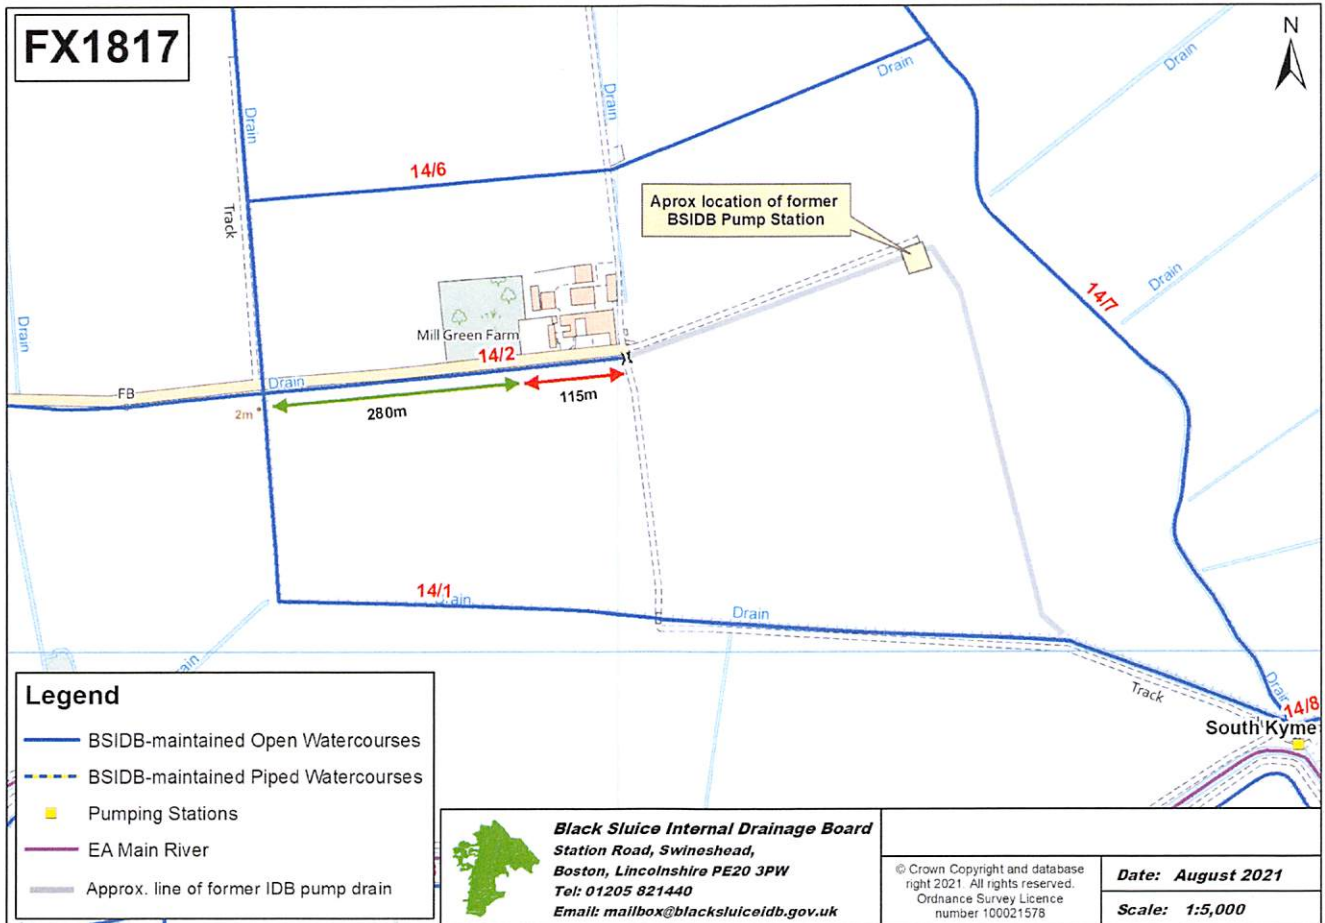 FX1817
N
Drain
Drain
Drain
Drain
14/6
Track
Aprox location of former
BSIDB Pump Station
Drain
14/7
Drain
Mill Green Farm
14/2
Drain
FB
2m
280m
115m
14/1
ain
Drain
ain
Track
Drain
14/8
South Kyme
Legend
BSIDB-maintained Open Watercourses
BSIDB-maintained Piped Watercourses
Pumping Stations
EA Main River
Approx. line of former IDB pump drain
Black Sluice Internal Drainage Board
Station Road, Swineshead,
Boston, Lincolnshire PE20 3PW
Tel: 01205 821440
Email: mailbox@blacksluiceidb.gov.uk
© Crown Copyright and database
right 2021. All rights reserved.
Ordnance Survey Licence
number 100021578
Date: August 2021
Scale: 1:5,000